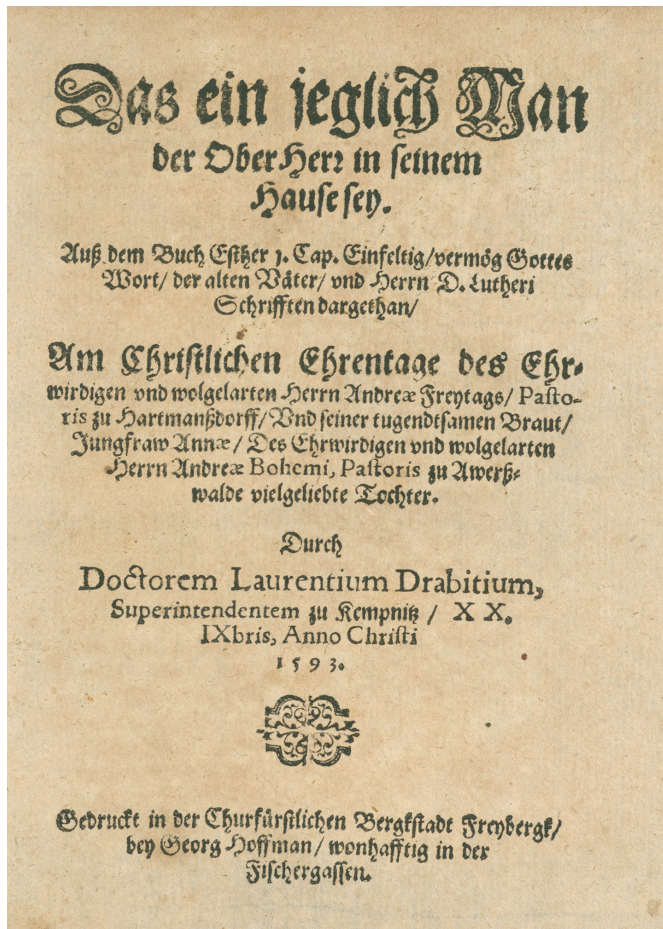 Das ein jeglich Man
der OberHerr in seinem
Hause sey.
Auß dem Buch Esther j. Cap. Einfeltig/vermög Gottes
Wort/ der alten Väter/ vnd Herrn D. Lutheri
Schrifften dargethan/
Am Christlichen Ehrentage des Ehr-
wirdigen vnd wolgelarten Herrn Andreæ Freytags/ Pasto-
ris zu Hartmanßdorff/ Vnd seiner tugendtsamen Braut/
Jungfraw Annæ/ Des Ehrwirdigen vnd wolgelarten
Herrn Andreæ Bohemi, Pastoris zu Awerß-
walde vielgeliebte Tochter.
Durch
Doctorem Laurentium Drabitium,
Superintendentem zu Kempnitz / XX.
IXbris, Anno Christi
1593.
Gedruckt in der Churfürstlichen Bergkstadt Freybergk/
bey Georg Hoffman/ wonhafftig in der
Fischergassen.